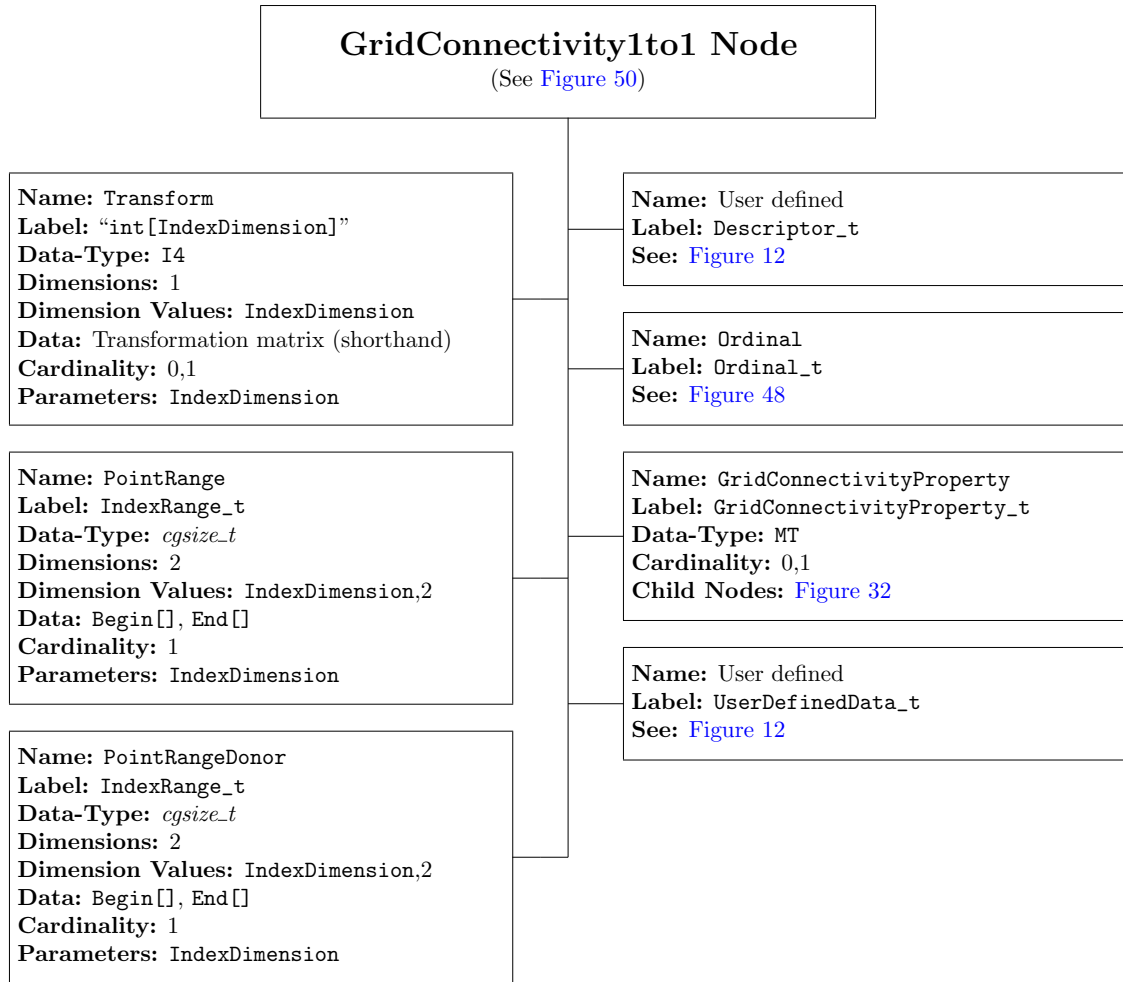 GridConnectivity1to1 Node
(See Figure 50)
Name: Transform
Label: “int[IndexDimension]”
Data-Type: I4
Dimensions: 1
Dimension Values: IndexDimension
Data: Transformation matrix (shorthand)
Cardinality: 0,1
Parameters: IndexDimension
Name: PointRange
Label: IndexRange_t
Data-Type: cgsize_t
Dimensions: 2
Dimension Values: IndexDimension,2
Data: Begin[], End[]
Cardinality: 1
Parameters: IndexDimension
Name: PointRangeDonor
Label: IndexRange_t
Data-Type: cgsize_t
Dimensions: 2
Dimension Values: IndexDimension,2
Data: Begin[], End[]
Cardinality: 1
Parameters: IndexDimension
Name: User defined
Label: Descriptor_t
See: Figure 12
Name: Ordinal
Label: Ordinal_t
See: Figure 48
Name: GridConnectivityProperty
Label: GridConnectivityProperty_t
Data-Type: MT
Cardinality: 0,1
Child Nodes: Figure 32
Name: User defined
Label: UserDefinedData_t
See: Figure 12